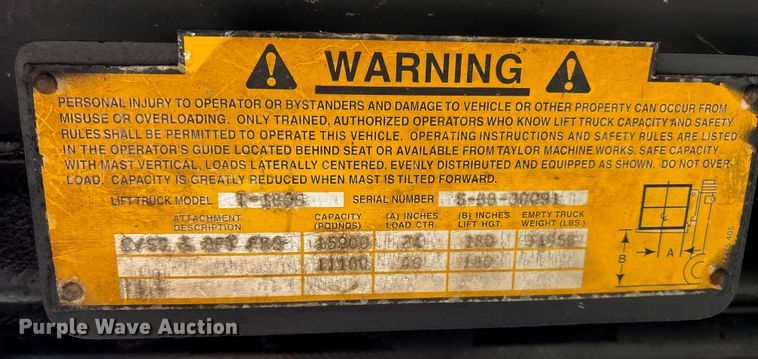 WARNING
PERSONAL INJURY TO OPERATOR OR BYSTANDERS AND DAMAGE TO VEHICLE OR OTHER PROPERTY CAN OCCUR FROM
MISUSE OR OVERLOADING. ONLY TRAINED, AUTHORIZED OPERATORS WHO KNOW LIFT TRUCK CAPACITY AND SAFETY
RULES SHALL BE PERMITTED TO OPERATE THIS VEHICLE. OPERATING INSTRUCTIONS AND SAFETY RULES ARE LISTED
IN THE OPERATOR'S GUIDE LOCATED BEHIND SEAT OR AVAILABLE FROM TAYLOR MACHINE WORKS. SAFE CAPACITY
WITH MAST VERTICAL, LOADS LATERALLY CENTERED, EVENLY DISTRIBUTED AND EQUIPPED AS SHOWN. DO NOT OVER-
LOAD. CAPACITY IS GREATLY REDUCED WHEN MAST IS TILTED FORWARD.
LIFT TRUCK MODEL SERIAL NUMBER
ATTACHMENT CAPACITY (A) INCHES (B) INCHES EMPTY TRUCK
DESCRIPTION (POUNDS) LOAD CTR. LIFT HGT. WEIGHT (LBS.)
11100
B A
Purple Wave Auction